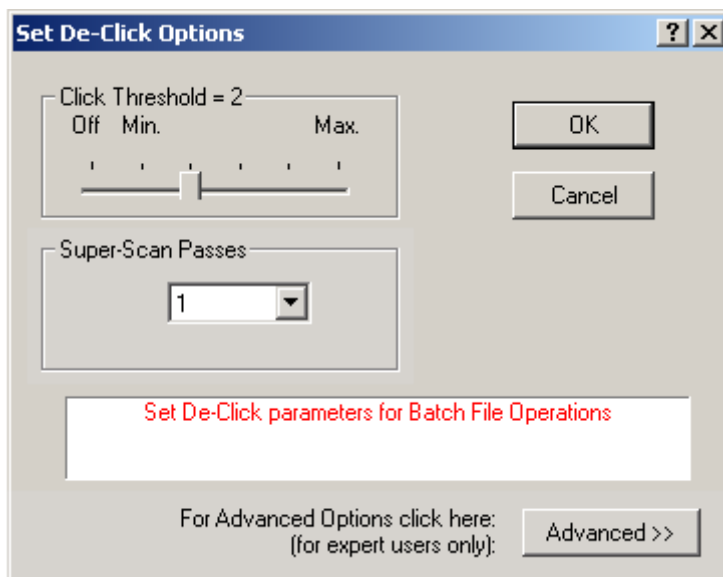 Set De-Click Options
Click Threshold = 2
Off Min. Max.
OK
Cancel
Super-Scan Passes
1
Set De-Click parameters for Batch File Operations
For Advanced Options click here:
(for expert users only):
Advanced >>